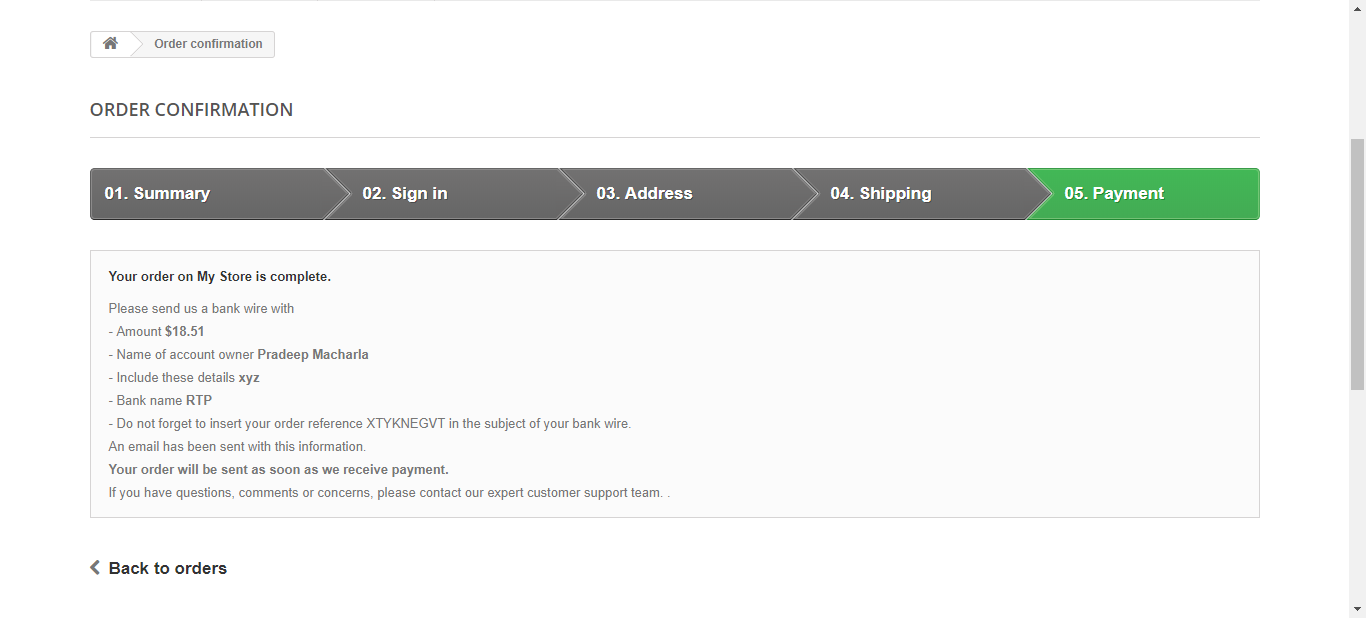 Order confirmation
ORDER CONFIRMATION
01. Summary
02. Sign in
03. Address
04. Shipping
05. Payment
Your order on My Store is complete.
Please send us a bank wire with
- Amount $18.51
- Name of account owner Pradeep Macharla
- Include these details xyz
- Bank name RTP
- Do not forget to insert your order reference XTYKNEGVT in the subject of your bank wire.
An email has been sent with this information.
Your order will be sent as soon as we receive payment.
If you have questions, comments or concerns, please contact our expert customer support team. .
Back to orders